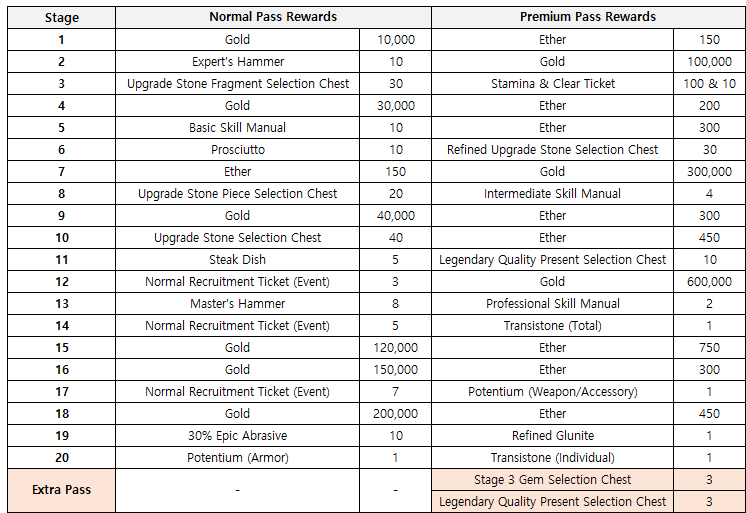 Stage Normal Pass Rewards Premium Pass Rewards
1 Gold 10,000 Ether 150
2 Expert's Hammer 10 Gold 100,000
3 Upgrade Stone Fragment Selection Chest 30 Stamina & Clear Ticket 100 & 10
4 Gold 30,000 Ether 200
5 Basic Skill Manual 10 Ether 300
6 Prosciutto 10 Refined Upgrade Stone Selection Chest 30
7 Ether 150 Gold 300,000
8 Upgrade Stone Piece Selection Chest 20 Intermediate Skill Manual 4
9 Gold 40,000 Ether 300
10 Upgrade Stone Selection Chest 40 Ether 450
11 Steak Dish 5 Legendary Quality Present Selection Chest 10
12 Normal Recruitment Ticket (Event) 3 Gold 600,000
13 Master's Hammer 8 Professional Skill Manual 2
14 Normal Recruitment Ticket (Event) 5 Transistone (Total) 1
15 Gold 120,000 Ether 750
16 Gold 150,000 Ether 300
17 Normal Recruitment Ticket (Event) 7 Potentium (Weapon/Accessory) 1
18 Gold 200,000 Ether 450
19 30% Epic Abrasive 10 Refined Glunite 1
20 Potentium (Armor) 1 Transistone (Individual) 1
Extra Pass - - Stage 3 Gem Selection Chest 3
Legendary Quality Present Selection Chest 3